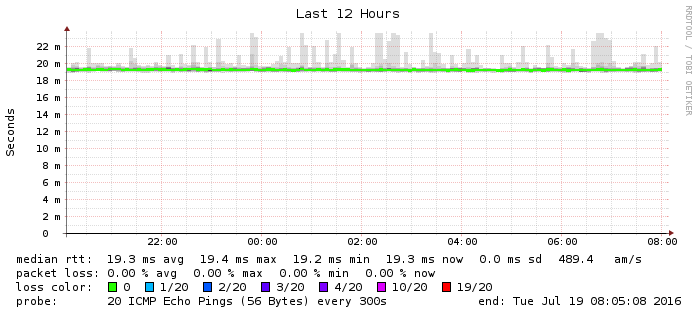 Last 12 Hours
RRDTOOL / TOBI OETIKER
Seconds
22 m
20 m
18 m
16 m
14 m
12 m
10 m
8 m
6 m
4 m
2 m
0
22:00 00:00 02:00 04:00 06:00 08:00
median rtt: 19.3 ms avg 19.4 ms max 19.2 ms min 19.3 ms now 0.0 ms sd 489.4 am/s
packet loss: 0.00 % avg 0.00 % max 0.00 % min 0.00 % now
loss color: 0 1/20 2/20 3/20 4/20 10/20 19/20
probe: 20 ICMP Echo Pings (56 Bytes) every 300s end: Tue Jul 19 08:05:08 2016